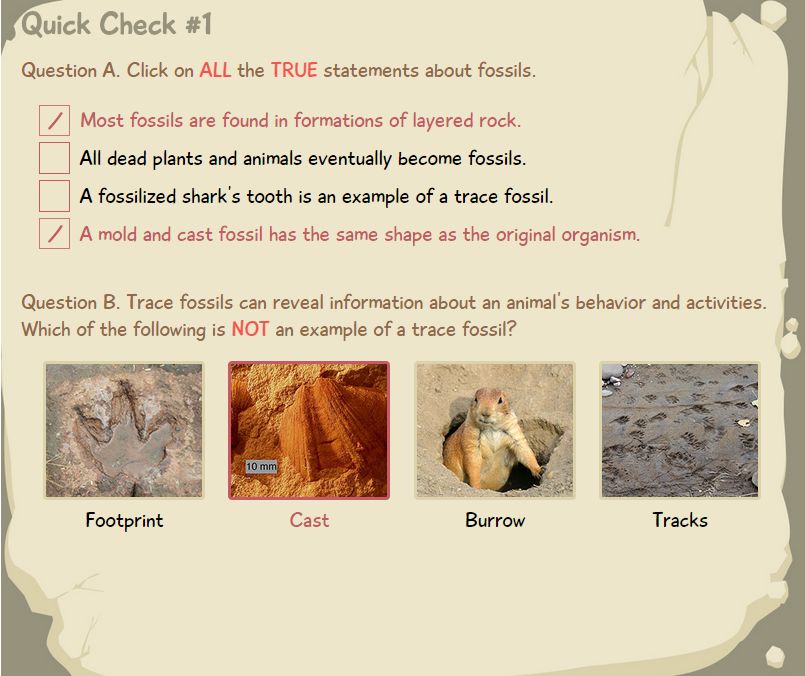 Quick Check #1
Question A. Click on ALL the TRUE statements about fossils.
Most fossils are found in formations of layered rock.
All dead plants and animals eventually become fossils.
A fossilized shark's tooth is an example of a trace fossil.
A mold and cast fossil has the same shape as the original organism.
Question B. Trace fossils can reveal information about an animal's behavior and activities.
Which of the following is NOT an example of a trace fossil?
10 mm
Footprint
Cast
Burrow
Tracks